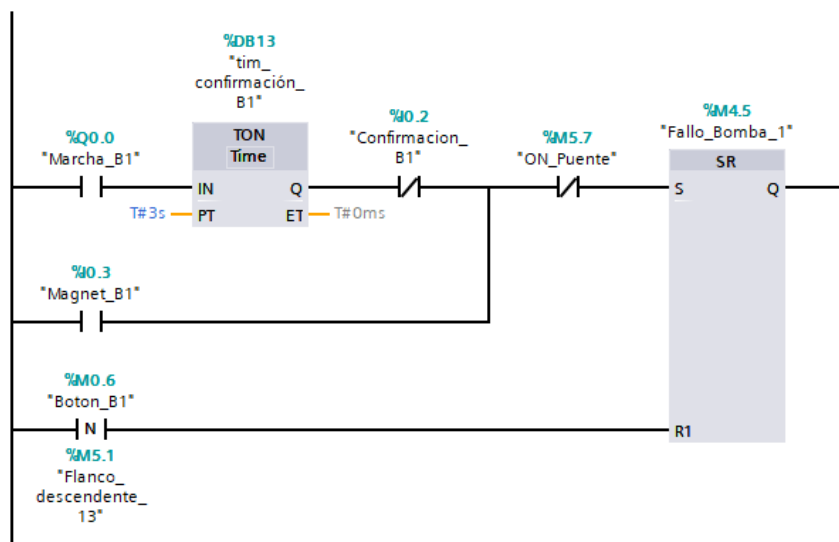 %DB13
"tim_
confirmación_
B1"
%Q0.0
"Marcha_B1"
TON
Time
IN
Q
T#3s
PT
ET
T#0ms
%I0.2
"Confirmacion_
B1"
%M5.7
"ON_Puente"
%M4.5
"Fallo_Bomba_1"
SR
S
Q
%I0.3
"Magnet_B1"
%M0.6
"Boton_B1"
N
R1
%M5.1
"Flanco_
descendente_
13"